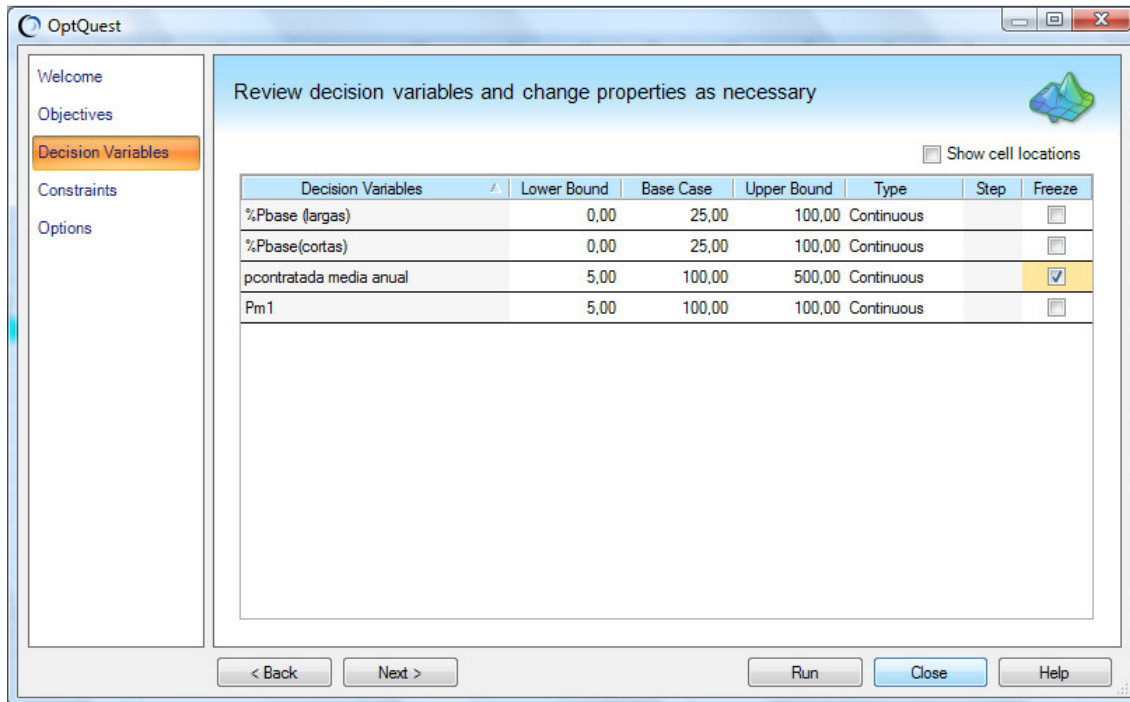 OptQuest
Welcome
Objectives
Decision Variables
Constraints
Options
Review decision variables and change properties as necessary
Show cell locations
Decision Variables Lower Bound Base Case Upper Bound Type Step Freeze
%Pbase (largas) 0,00 25,00 100,00 Continuous
%Pbase(cortas) 0,00 25,00 100,00 Continuous
pcontratada media anual 5,00 100,00 500,00 Continuous
Pm1 5,00 100,00 100,00 Continuous
< Back Next > Run Close Help